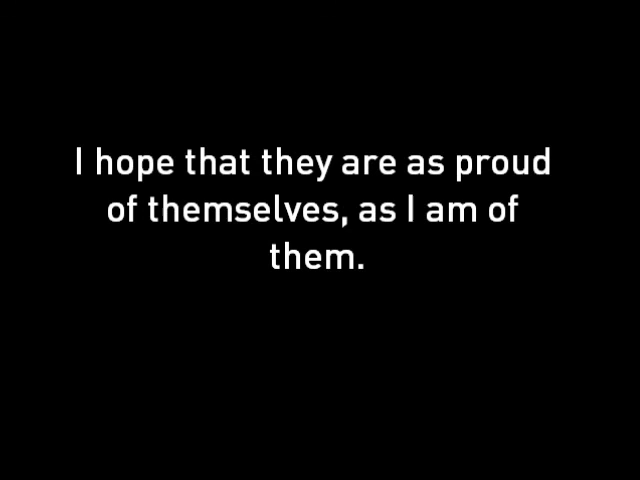 I hope that they are as proud
of themselves, as I am of
them.